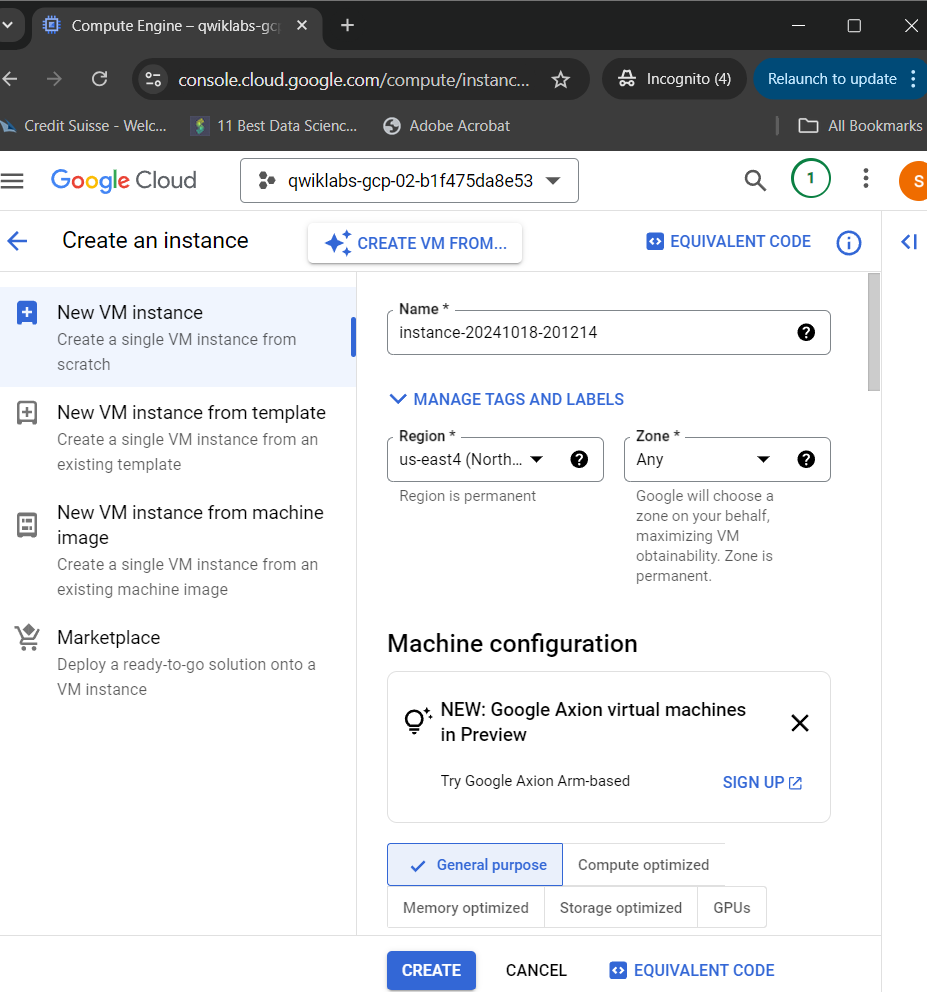 Compute Engine – qwiklabs-gc
console.cloud.google.com/compute/instanc...
Incognito (4)
Relaunch to update
Credit Suisse - Welc...
11 Best Data Scienc...
Adobe Acrobat
All Bookmarks
Google Cloud
qwiklabs-gcp-02-b1f475da8e53
1
S
Create an instance
CREATE VM FROM...
EQUIVALENT CODE
New VM instance
Create a single VM instance from
scratch
New VM instance from template
Create a single VM instance from an
existing template
New VM instance from machine
image
Create a single VM instance from an
existing machine image
Marketplace
Deploy a ready-to-go solution onto a
VM instance
Name *
instance-20241018-201214
MANAGE TAGS AND LABELS
Region *
us-east4 (North...
Region is permanent
Zone *
Any
Google will choose a
zone on your behalf,
maximizing VM
obtainability. Zone is
permanent.
Machine configuration
NEW: Google Axion virtual machines
in Preview
Try Google Axion Arm-based
SIGN UP
General purpose
Compute optimized
Memory optimized
Storage optimized
GPUs
CREATE
CANCEL
EQUIVALENT CODE